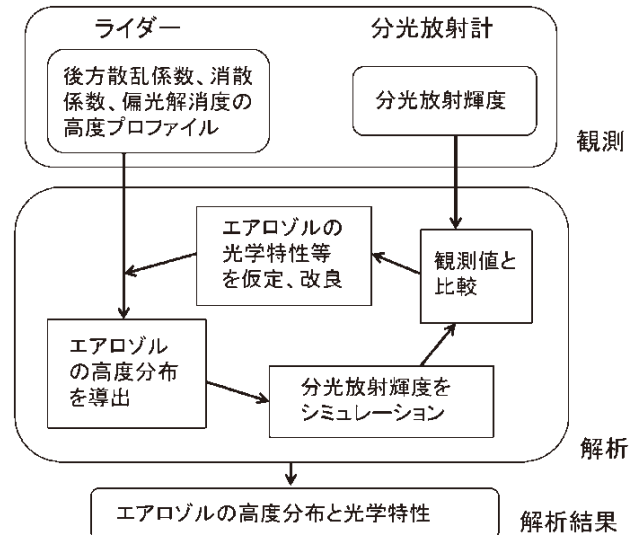 ライダー
分光放射計
後方散乱係数、消散
係数、偏光解消度の
高度プロファイル
分光放射輝度
観測
エアロゾルの
光学特性等
を仮定、改良
観測値と
比較
エアロゾル
の高度分布
を導出
分光放射輝度を
シミュレーション
解析
エアロゾルの高度分布と光学特性
解析結果